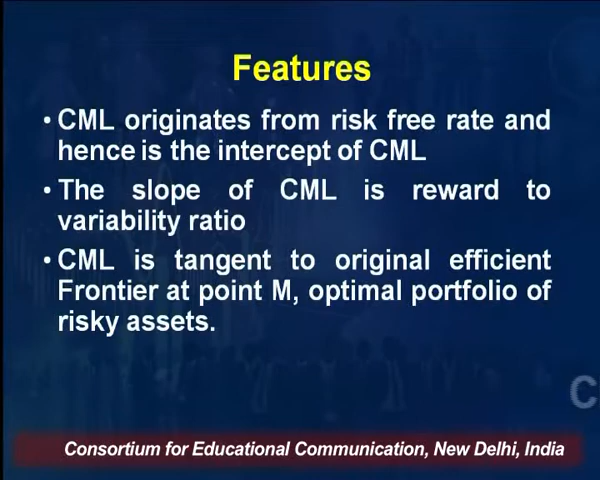 Features
• CML originates from risk free rate and
hence is the intercept of CML
• The slope of CML is reward to
variability ratio
• CML is tangent to original efficient
Frontier at point M, optimal portfolio of
risky assets.
C
Consortium for Educational Communication, New Delhi, India